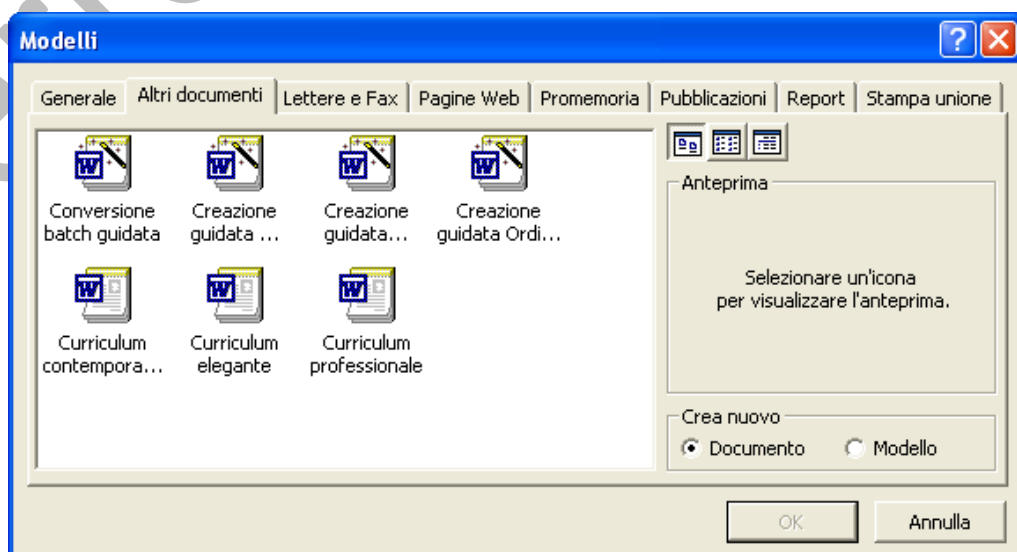 Modelli
Generale Altri documenti Lettere e Fax Pagine Web Promemoria Pubblicazioni Report Stampa unione
Conversione batch guidata
Creazione guidata ...
Creazione guidata...
Creazione guidata Ordi...
Curriculum contempora...
Curriculum elegante
Curriculum professionale
Anteprima
Selezionare un'icona
per visualizzare l'anteprima.
Crea nuovo
Documento Modello
OK Annulla